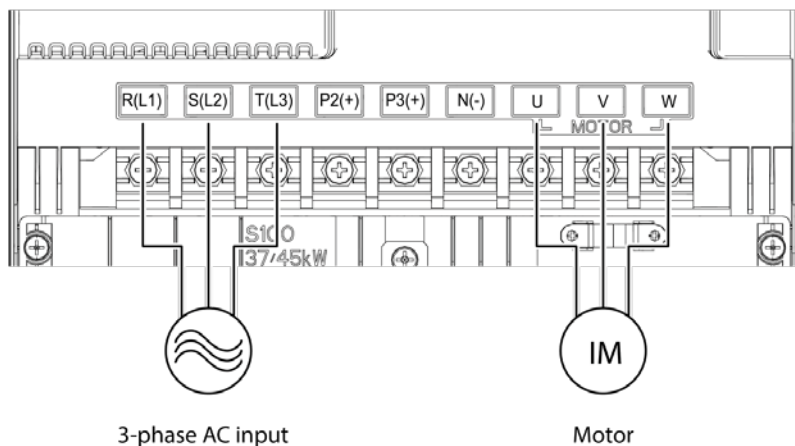 R(L1) S(L2) T(L3) P2(+) P3(+) N(-) U V W
MOTOR
S100
37/45kW
IM
3-phase AC input Motor